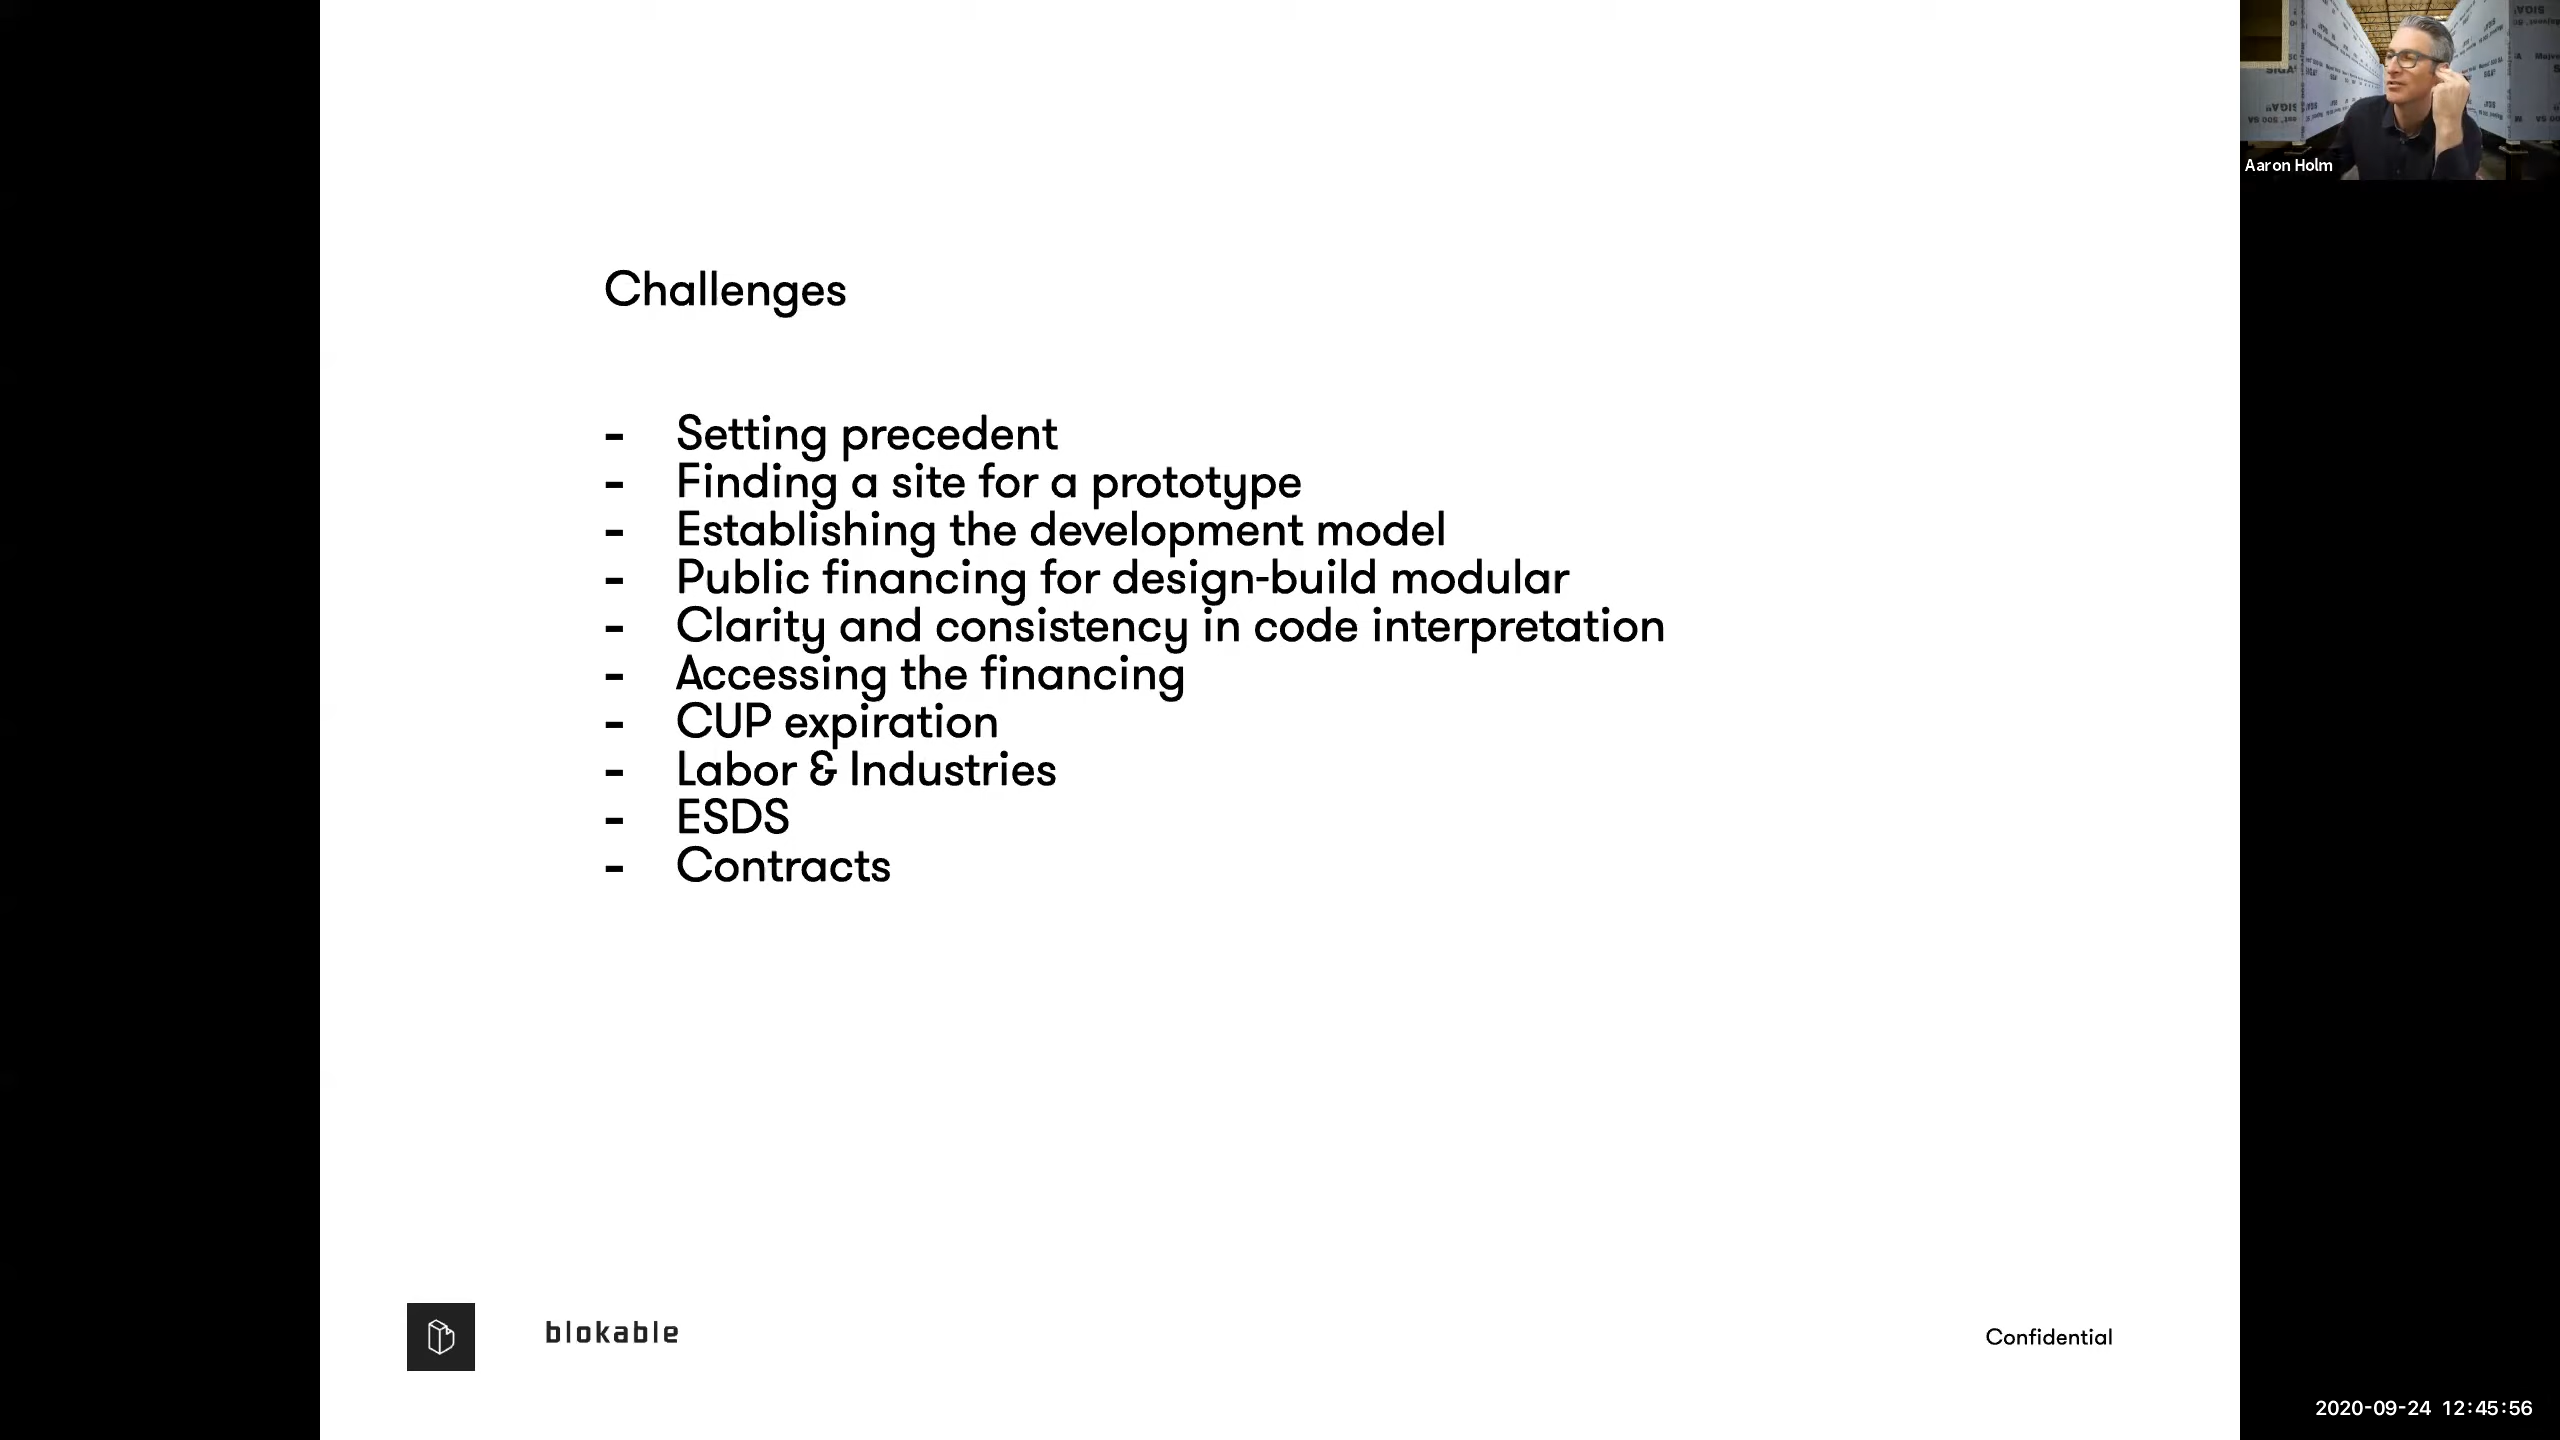 SIGA
Aaron Holm
Challenges
- Setting precedent
- Finding a site for a prototype
- Establishing the development model
- Public financing for design-build modular
- Clarity and consistency in code interpretation
- Accessing the financing
- CUP expiration
- Labor & Industries
- ESDS
- Contracts
blokable
Confidential
2020-09-24 12:45:56